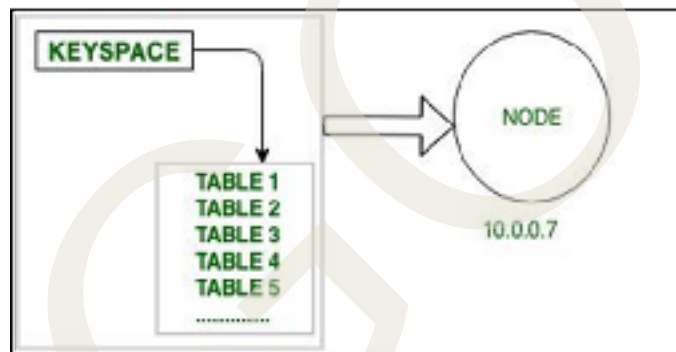 KEYSPACE
TABLE 1
TABLE 2
TABLE 3
TABLE 4
TABLE 5
..............
NODE
10.0.0.7